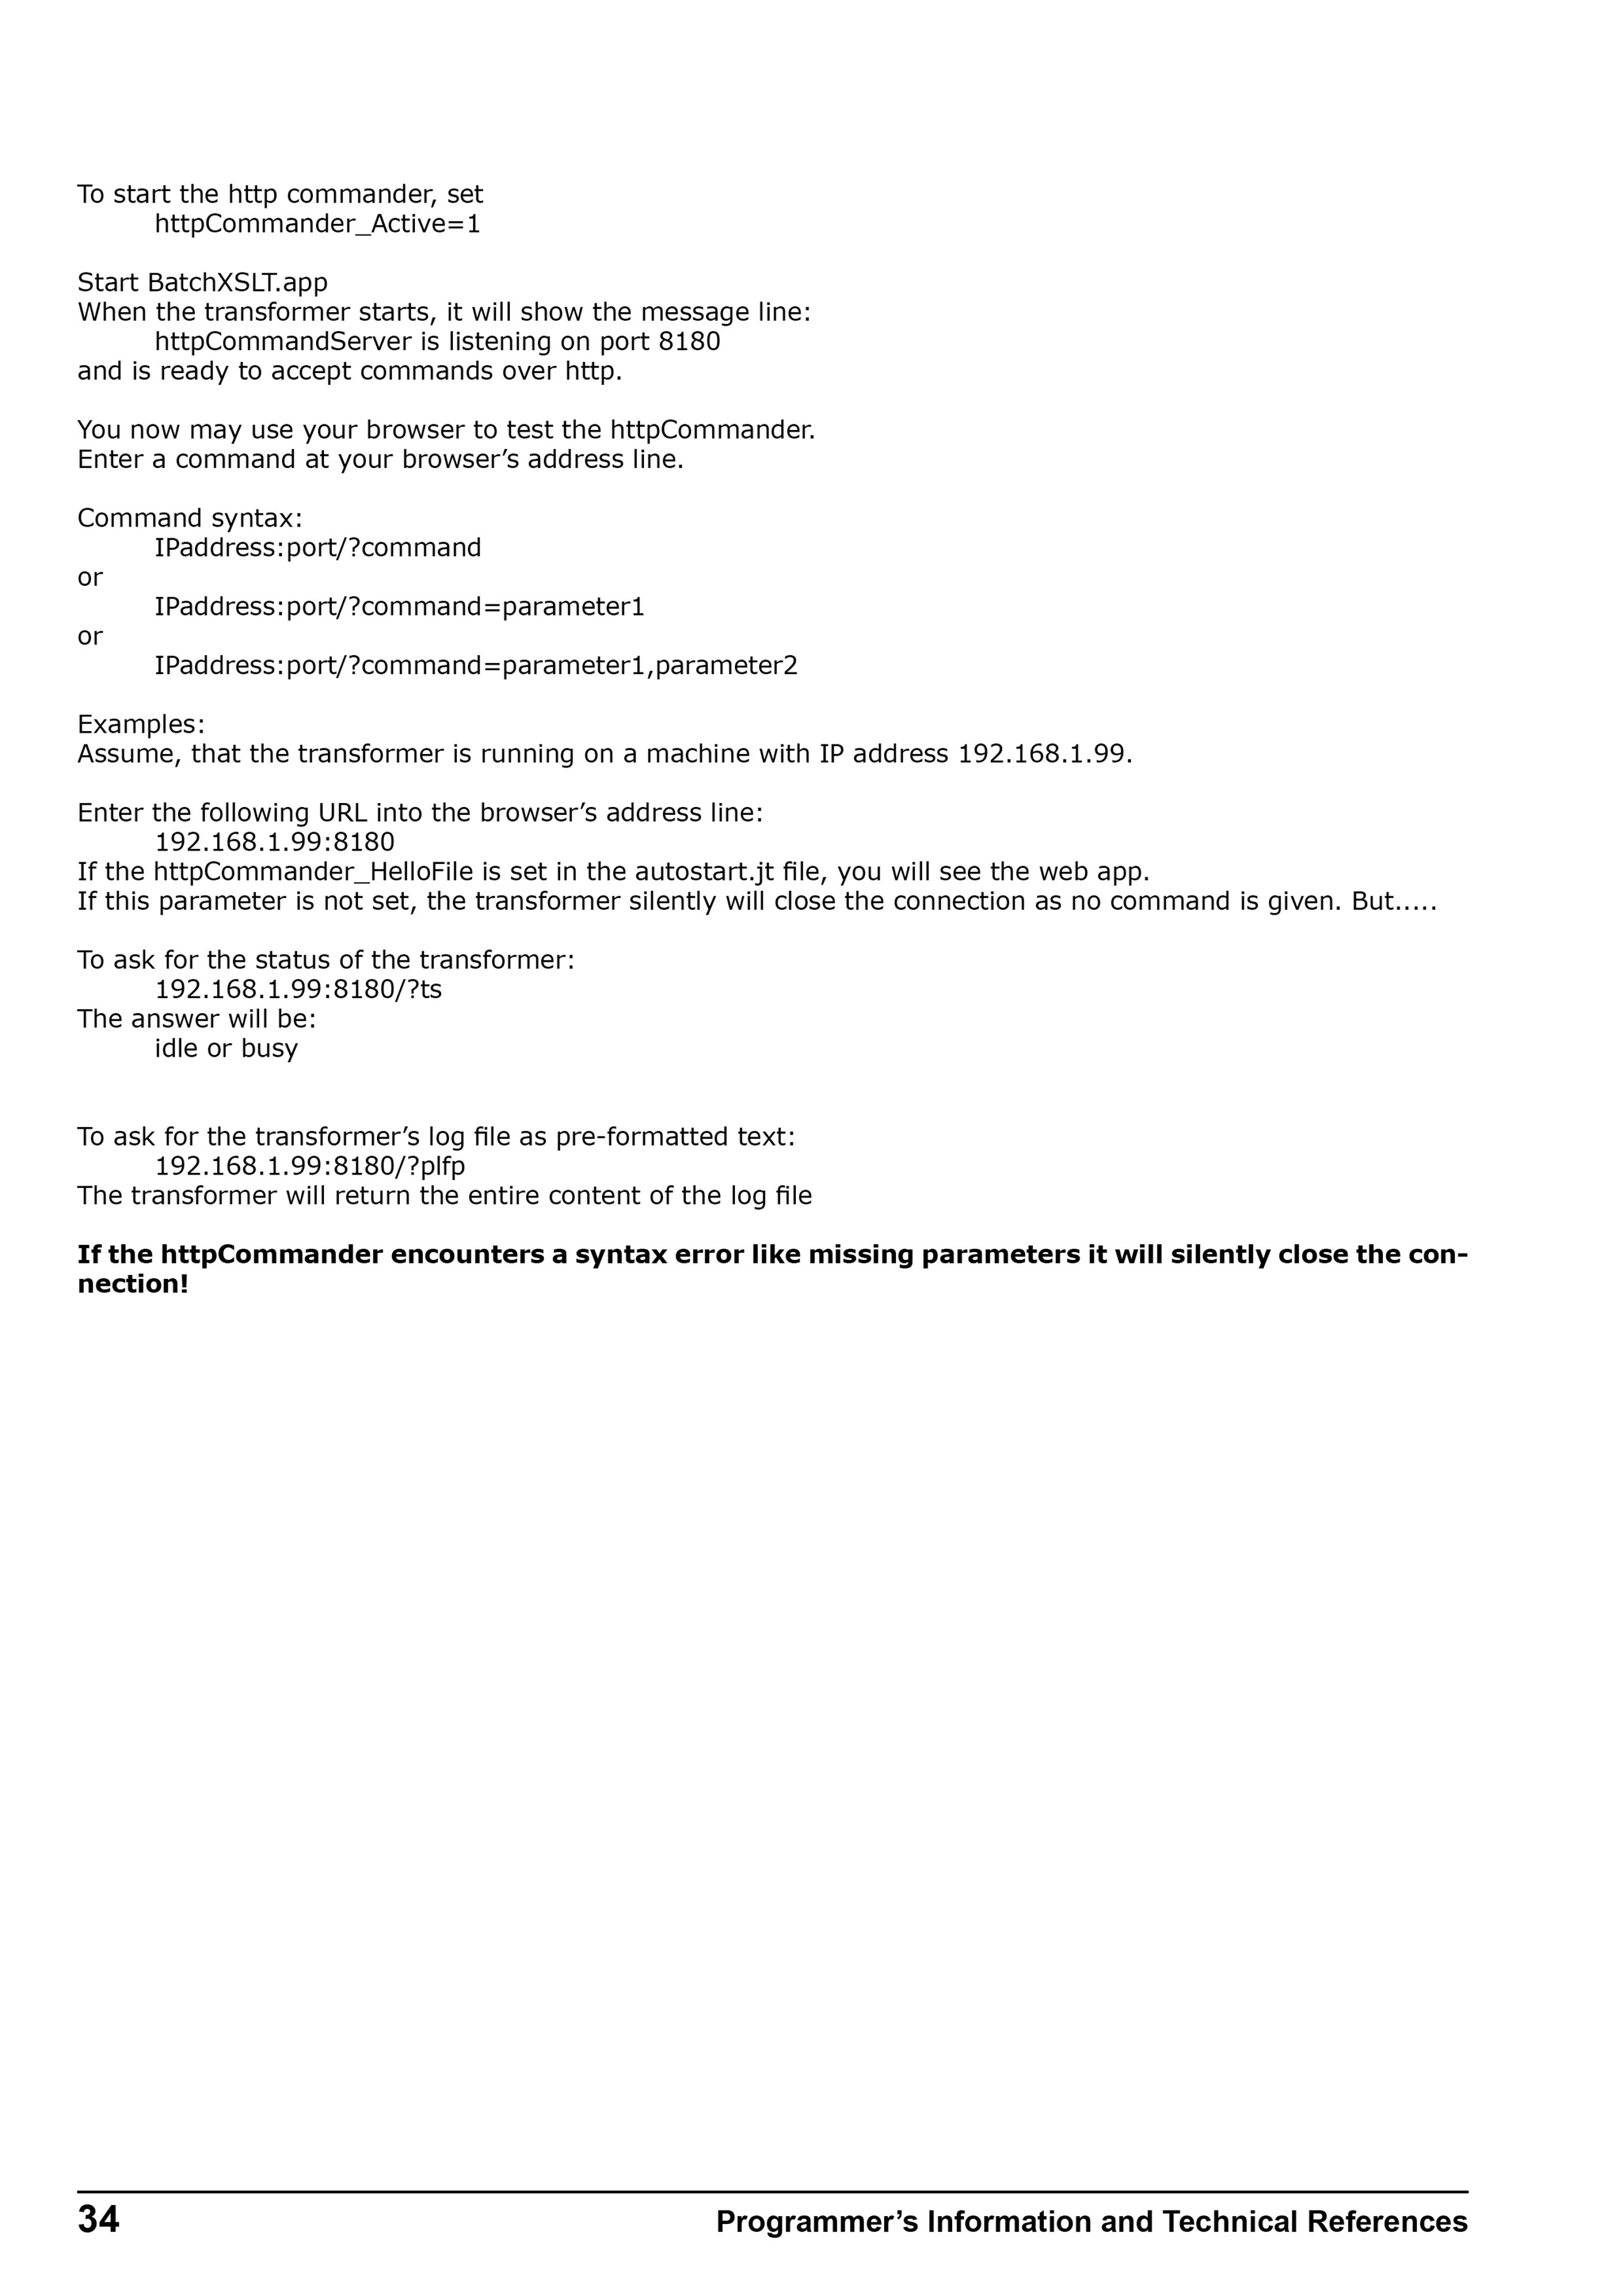 To start the http commander, set
httpCommander_Active=1
Start BatchXSLT.app
When the transformer starts, it will show the message line:
httpCommandServer is listening on port 8180
and is ready to accept commands over http.
You now may use your browser to test the httpCommander.
Enter a command at your browser’s address line.
Command syntax:
IPaddress:port/?command
or
IPaddress:port/?command=parameter1
or
IPaddress:port/?command=parameter1,parameter2
Examples:
Assume, that the transformer is running on a machine with IP address 192.168.1.99.
Enter the following URL into the browser’s address line:
192.168.1.99:8180
If the httpCommander_HelloFile is set in the autostart.jt file, you will see the web app.
If this parameter is not set, the transformer silently will close the connection as no command is given. But.....
To ask for the status of the transformer:
192.168.1.99:8180/?ts
The answer will be:
idle or busy
To ask for the transformer’s log file as pre-formatted text:
192.168.1.99:8180/?plfp
The transformer will return the entire content of the log file
If the httpCommander encounters a syntax error like missing parameters it will silently close the con-
nection!
34 Programmer’s Information and Technical References